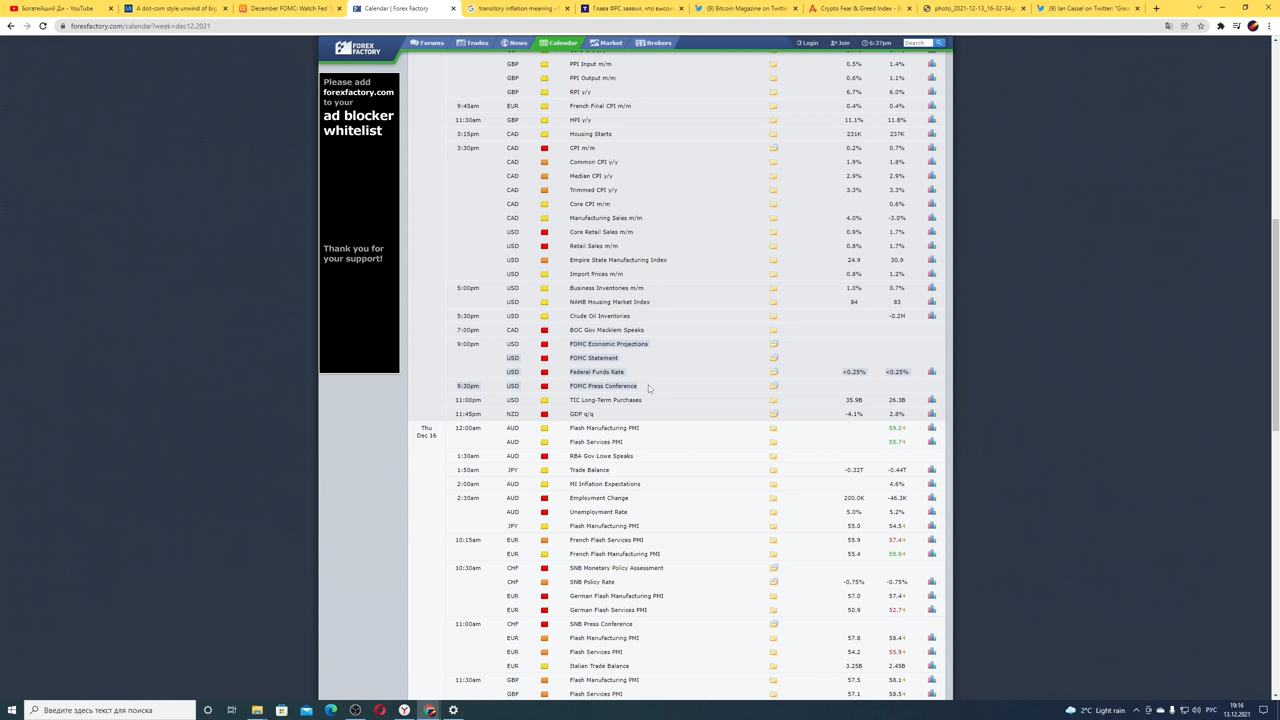 Богатейший Ди - YouTube
A dot-com style unwind of big
December FOMC: Watch Fed
Calendar | Forex Factory
transitory inflation meaning -
Глава ФРС заявил, что высок
(9) Bitcoin Magazine on Twitt
Crypto Fear & Greed Index -
photo_2021-12-13_16-32-34.j
(9) Ian Cassel on Twitter: "Gre
forexfactory.com/calendar?week=dec12.2021
FOREX FACTORY
Forums Trades News Calendar Market Brokers Login Join 6:37pm Search
Please add
forexfactory.com
to your
ad blocker
whitelist
Thank you for
your support!
GBP PPI Input m/m 0.5% 1.4%
GBP PPI Output m/m 0.6% 1.1%
GBP RPI y/y 6.7% 6.0%
9:45am EUR French Final CPI m/m 0.4% 0.4%
11:30am GBP HPI y/y 11.1% 11.8%
3:15pm CAD Housing Starts 231K 237K
3:30pm CAD CPI m/m 0.2% 0.7%
CAD Common CPI y/y 1.9% 1.8%
CAD Median CPI y/y 2.9% 2.9%
CAD Trimmed CPI y/y 3.3% 3.3%
CAD Core CPI m/m 0.6%
CAD Manufacturing Sales m/m 4.0% -3.0%
USD Core Retail Sales m/m 0.9% 1.7%
USD Retail Sales m/m 0.8% 1.7%
USD Empire State Manufacturing Index 24.9 30.9
USD Import Prices m/m 0.8% 1.2%
5:00pm USD Business Inventories m/m 1.0% 0.7%
USD NAHB Housing Market Index 84 83
5:30pm USD Crude Oil Inventories -0.2M
7:00pm CAD BOC Gov Macklem Speaks
9:00pm USD FOMC Economic Projections
USD FOMC Statement
USD Federal Funds Rate <0.25% <0.25%
9:30pm USD FOMC Press Conference
11:00pm USD TIC Long-Term Purchases 35.9B 26.3B
11:45pm NZD GDP q/q -4.1% 2.8%
Thu
Dec 16
12:00am AUD Flash Manufacturing PMI 59.2
AUD Flash Services PMI 55.7
1:30am AUD RBA Gov Lowe Speaks
1:50am JPY Trade Balance -0.32T -0.44T
2:00am AUD MI Inflation Expectations 4.6%
2:30am AUD Employment Change 200.0K -46.3K
AUD Unemployment Rate 5.0% 5.2%
JPY Flash Manufacturing PMI 55.0 54.5
10:15am EUR French Flash Services PMI 55.9 57.4
EUR French Flash Manufacturing PMI 55.4 55.9
10:30am CHF SNB Monetary Policy Assessment
CHF SNB Policy Rate -0.75% -0.75%
EUR German Flash Manufacturing PMI 57.0 57.4
EUR German Flash Services PMI 50.9 52.7
11:00am CHF SNB Press Conference
EUR Flash Manufacturing PMI 57.8 58.4
EUR Flash Services PMI 54.2 55.9
EUR Italian Trade Balance 3.25B 2.45B
11:30am GBP Flash Manufacturing PMI 57.5 58.1
GBP Flash Services PMI 57.1 58.5
Введите здесь текст для поиска
2°C Light rain
РУС
19:16
13.12.2021